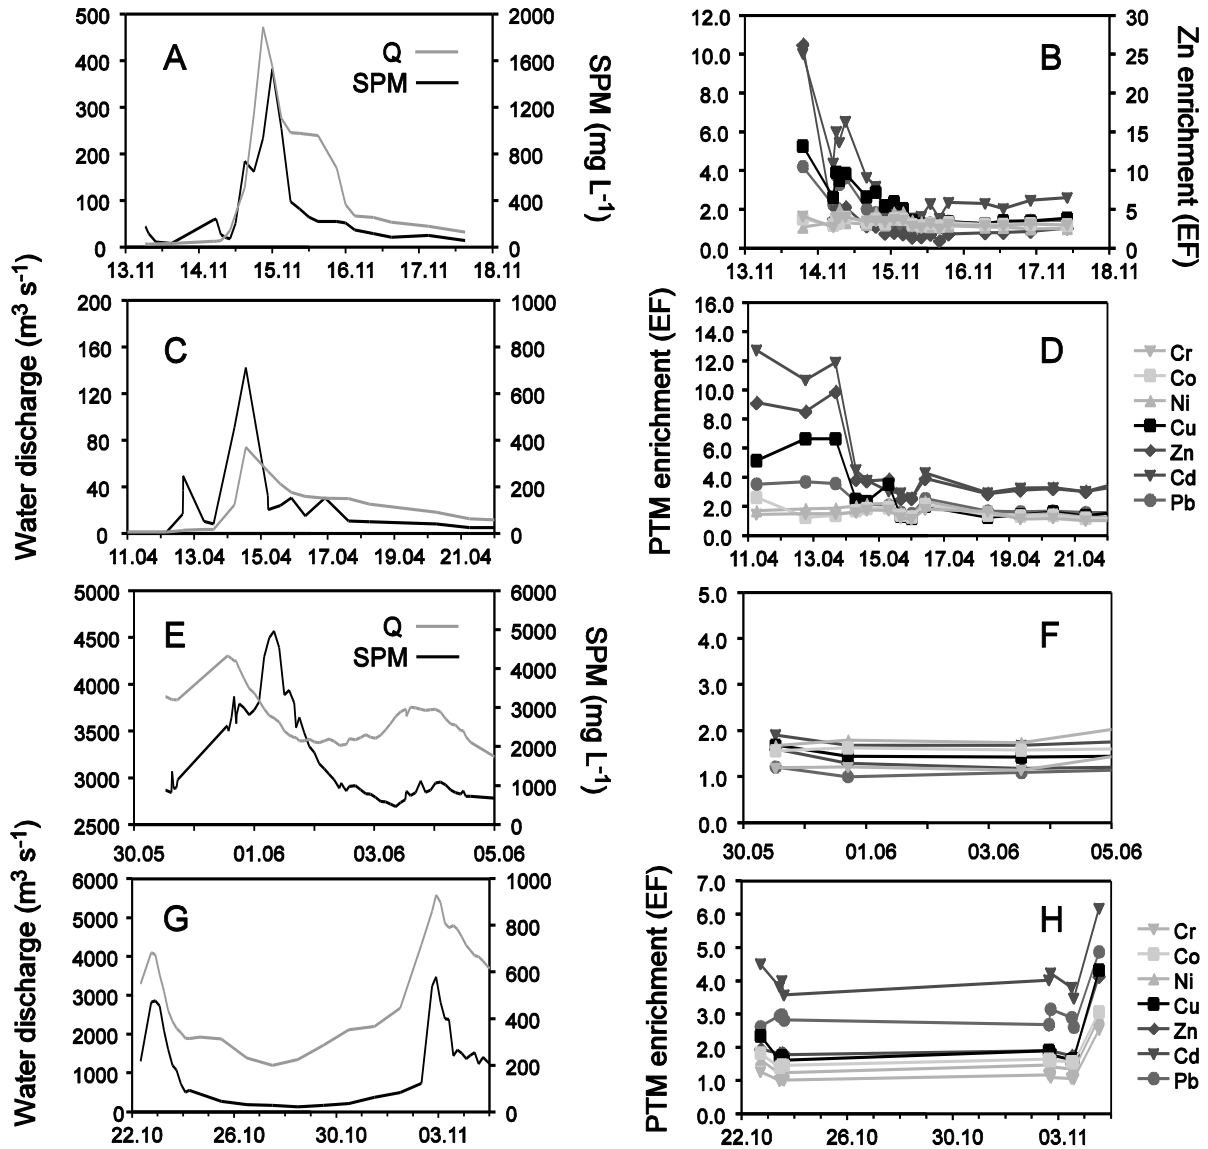 500
400
300
200
100
0
A
Q
SPM
2000
1600
1200
800
400
0
SPM (mg L-1)
13.11 14.11 15.11 16.11 17.11 18.11
12.0
10.0
8.0
6.0
4.0
2.0
0.0
B
30
25
20
15
10
5
0
Zn enrichment (EF)
13.11 14.11 15.11 16.11 17.11 18.11
Water discharge (m3 s-1)
200
160
120
80
40
0
C
1000
800
600
400
200
0
11.04 13.04 15.04 17.04 19.04 21.04
PTM enrichment (EF)
16.0
14.0
12.0
10.0
8.0
6.0
4.0
2.0
0.0
D
11.04 13.04 15.04 17.04 19.04 21.04
Cr
Co
Ni
Cu
Zn
Cd
Pb
5000
4500
4000
3500
3000
2500
E
Q
SPM
6000
5000
4000
3000
2000
1000
0
SPM (mg L-1)
30.05 01.06 03.06 05.06
5.0
4.0
3.0
2.0
1.0
0.0
F
30.05 01.06 03.06 05.06
Water discharge (m3 s-1)
6000
5000
4000
3000
2000
1000
0
G
1000
800
600
400
200
0
22.10 26.10 30.10 03.11
PTM enrichment (EF)
7.0
6.0
5.0
4.0
3.0
2.0
1.0
0.0
H
22.10 26.10 30.10 03.11
Cr
Co
Ni
Cu
Zn
Cd
Pb